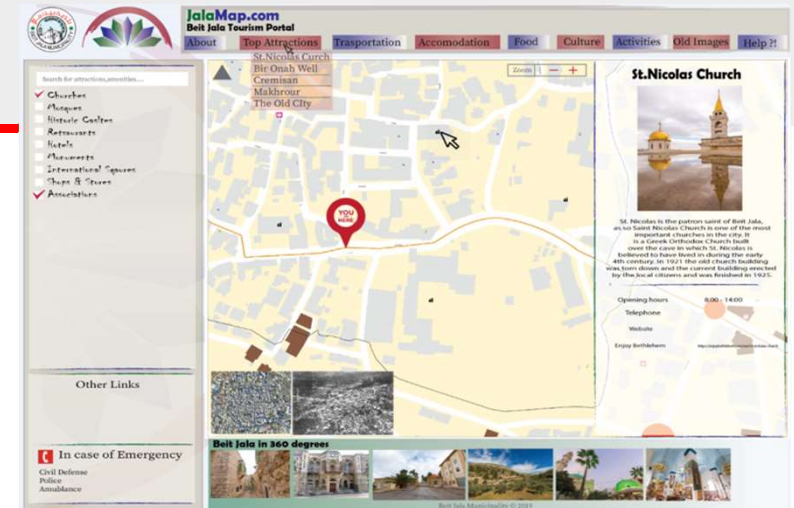 JalaMap.com
Beit Jala Tourism Portal
About
Top Attractions
Trasportation
Accomodation
Food
Culture
Activities
Old Images
Help ?!
St.Nicolas Curch
Bir Onah Well
Cremisan
Makhrour
The Old CIty
Search for attractions,amenities....
Churches
Mosques
Historic Casltes
Retsaurants
Hotels
Monuments
International Sqaures
Shops & Stores
Associations
Other Links
In case of Emergency
Civil Defense
Police
Amublance
Zoom
YOU
HERE
St.Nicolas Church
St. Nicolas is the patron saint of Beit Jala,
as so Saint Nicolas Church is one of the most
important churches in the city. It
is a Greek Orthodox Church built
over the cave in which St. Nicolas is
believed to have lived in during the early
4th century. In 1921 the old church building
was torn down and the current building erected
by the local citizens and was finished in 1925.
Opening hours 8:00 - 14:00
Telephone
Website
Enjoy Bethlehem
Beit Jala in 360 degrees
Beit Jala Municipality © 2019